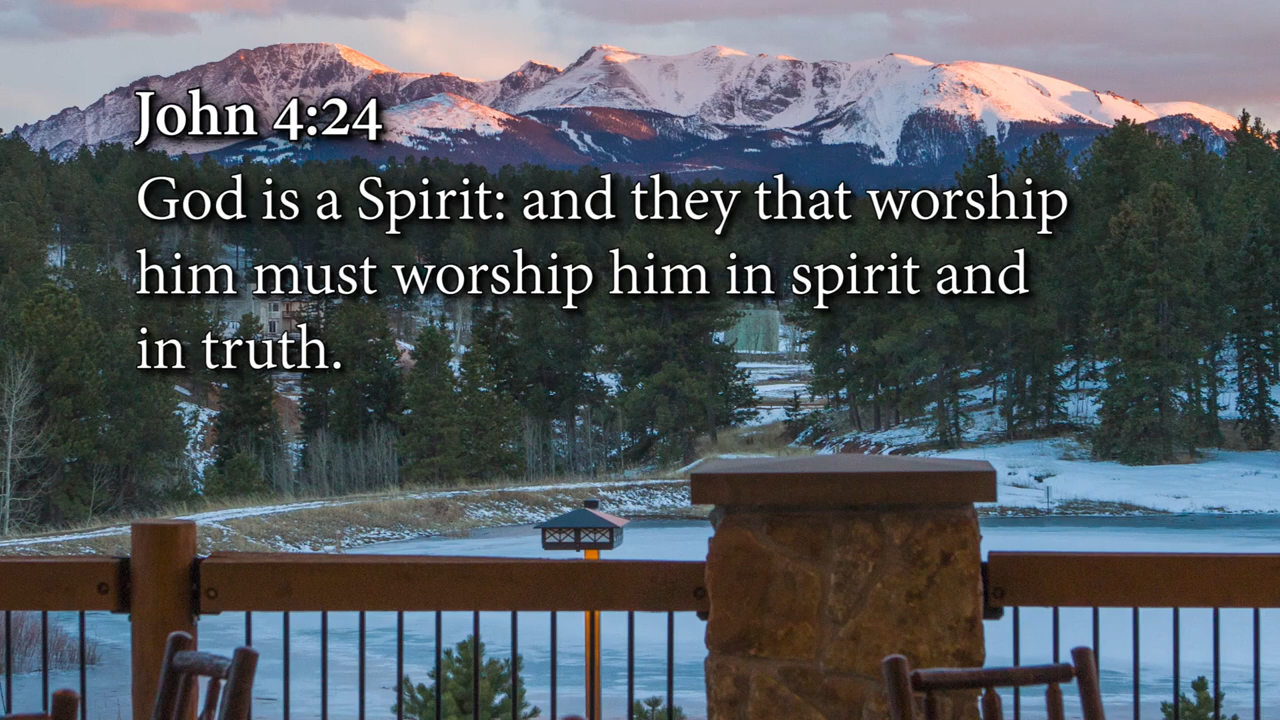 John 4:24
God is a Spirit: and they that worship
him must worship him in spirit and
in truth.